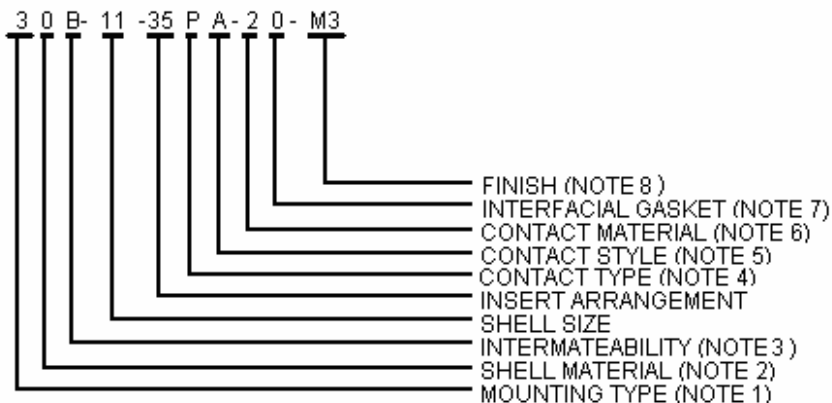 3 0 B- 11 -35 P A - 2 0 - M3
FINISH (NOTE 8 )
INTERFACIAL GASKET (NOTE 7)
CONTACT MATERIAL (NOTE 6)
CONTACT STYLE (NOTE 5)
CONTACT TYPE (NOTE 4)
INSERT ARRANGEMENT
SHELL SIZE
INTERMATEABILITY (NOTE 3 )
SHELL MATERIAL (NOTE 2)
MOUNTING TYPE (NOTE 1)